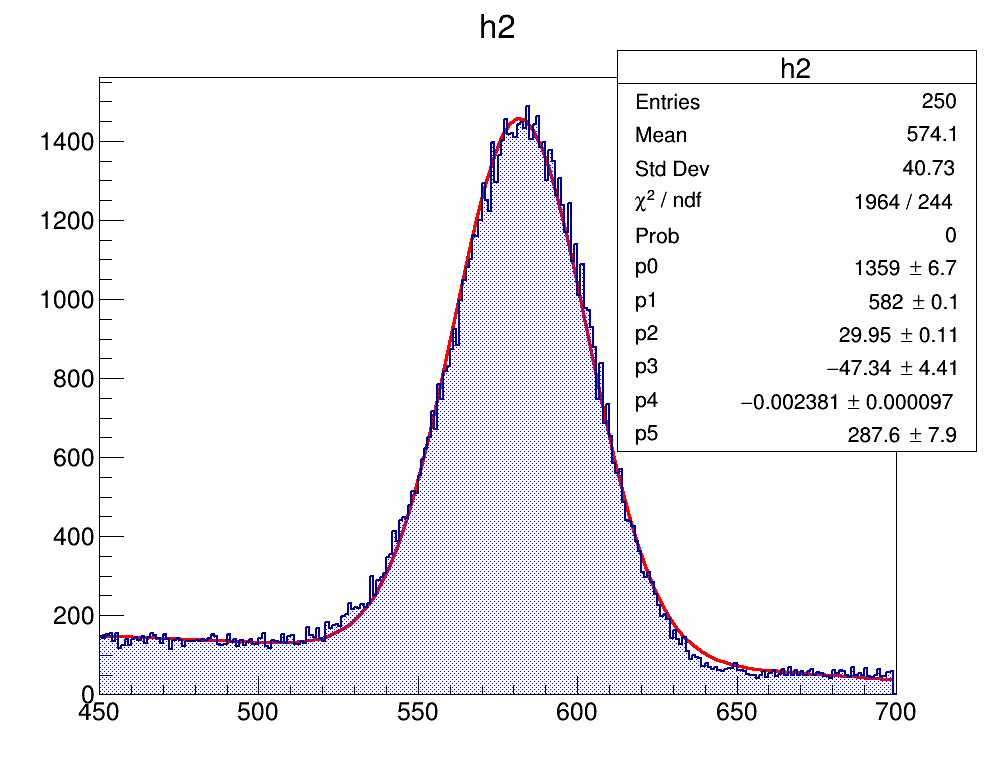 h2
h2
Entries 250
Mean 574.1
Std Dev 40.73
χ² / ndf 1964 / 244
Prob 0
p0 1359 ± 6.7
p1 582 ± 0.1
p2 29.95 ± 0.11
p3 −47.34 ± 4.41
p4 −0.002381 ± 0.000097
p5 287.6 ± 7.9
1400
1200
1000
800
600
400
200
0
450 500 550 600 650 700